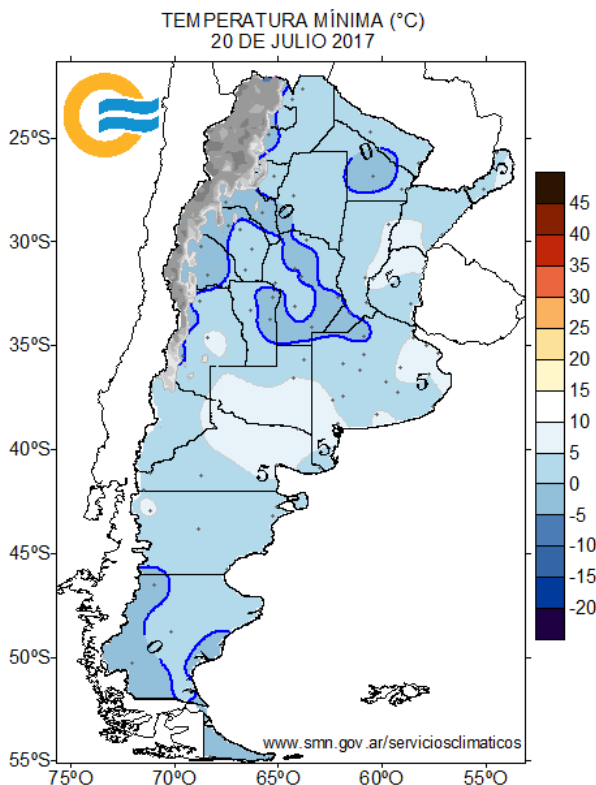 TEMPERATURA MÍNIMA (°C)
20 DE JULIO 2017
25ºS
30ºS
35ºS
40ºS
45ºS
50ºS
55ºS
75ºO
70ºO
65ºO
60ºO
55ºO
0
5
0
5
5
5
5
0
45
40
35
30
25
20
15
10
5
0
-5
-10
-15
-20
www.smn.gov.ar/serviciosclimaticos